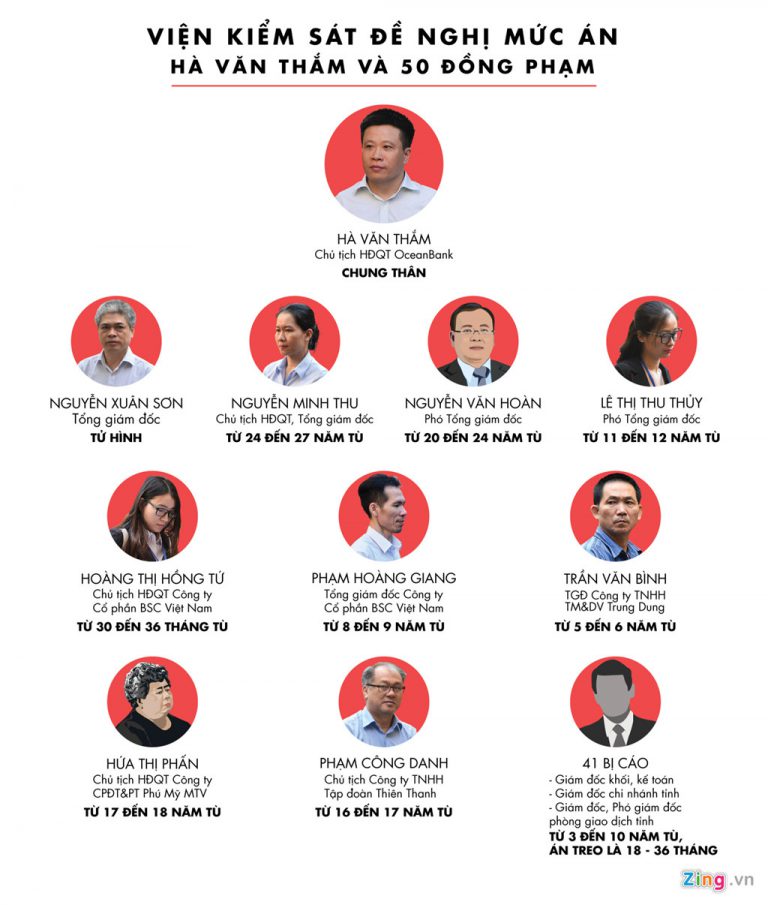 VIỆN KIỂM SÁT ĐỀ NGHỊ MỨC ÁN
HÀ VĂN THẮM VÀ 50 ĐỒNG PHẠM
HÀ VĂN THẮM
Chủ tịch HĐQT OceanBank
CHUNG THÂN
NGUYỄN XUÂN SƠN
Tổng giám đốc
TỬ HÌNH
NGUYỄN MINH THU
Chủ tịch HĐQT, Tổng giám đốc
TỪ 24 ĐẾN 27 NĂM TÙ
NGUYỄN VĂN HOÀN
Phó Tổng giám đốc
TỪ 20 ĐẾN 24 NĂM TÙ
LÊ THỊ THU THỦY
Phó Tổng giám đốc
TỪ 11 ĐẾN 12 NĂM TÙ
HOÀNG THỊ HỒNG TỨ
Chủ tịch HĐQT Công ty
Cổ phần BSC Việt Nam
TỪ 30 ĐẾN 36 THÁNG TÙ
PHẠM HOÀNG GIANG
Tổng giám đốc Công ty
Cổ phần BSC Việt Nam
TỪ 8 ĐẾN 9 NĂM TÙ
TRẦN VĂN BÌNH
TGĐ Công ty TNHH
TM&DV Trung Dung
TỪ 5 ĐẾN 6 NĂM TÙ
HỨA THỊ PHẤN
Chủ tịch HĐQT Công ty
CPĐT&PT Phú Mỹ MTV
TỪ 17 ĐẾN 18 NĂM TÙ
PHẠM CÔNG DANH
Chủ tịch Công ty TNHH
Tập đoàn Thiên Thanh
TỪ 16 ĐẾN 17 NĂM TÙ
41 BỊ CÁO
- Giám đốc khối, kế toán
- Giám đốc chi nhánh tỉnh
- Giám đốc, Phó giám đốc
phòng giao dịch tỉnh
TỪ 3 ĐẾN 10 NĂM TÙ,
ÁN TREO LÀ 18 - 36 THÁNG
Zing.vn